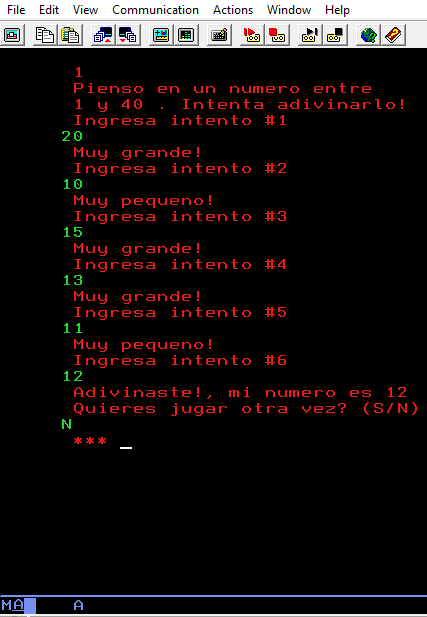 File Edit View Communication Actions Window Help
1
Pienso en un numero entre
1 y 40 . Intenta adivinarlo!
Ingresa intento #1
20
Muy grande!
Ingresa intento #2
10
Muy pequeno!
Ingresa intento #3
15
Muy grande!
Ingresa intento #4
13
Muy grande!
Ingresa intento #5
11
Muy pequeno!
Ingresa intento #6
12
Adivinaste!, mi numero es 12
Quieres jugar otra vez? (S/N)
N
*** _
MA A